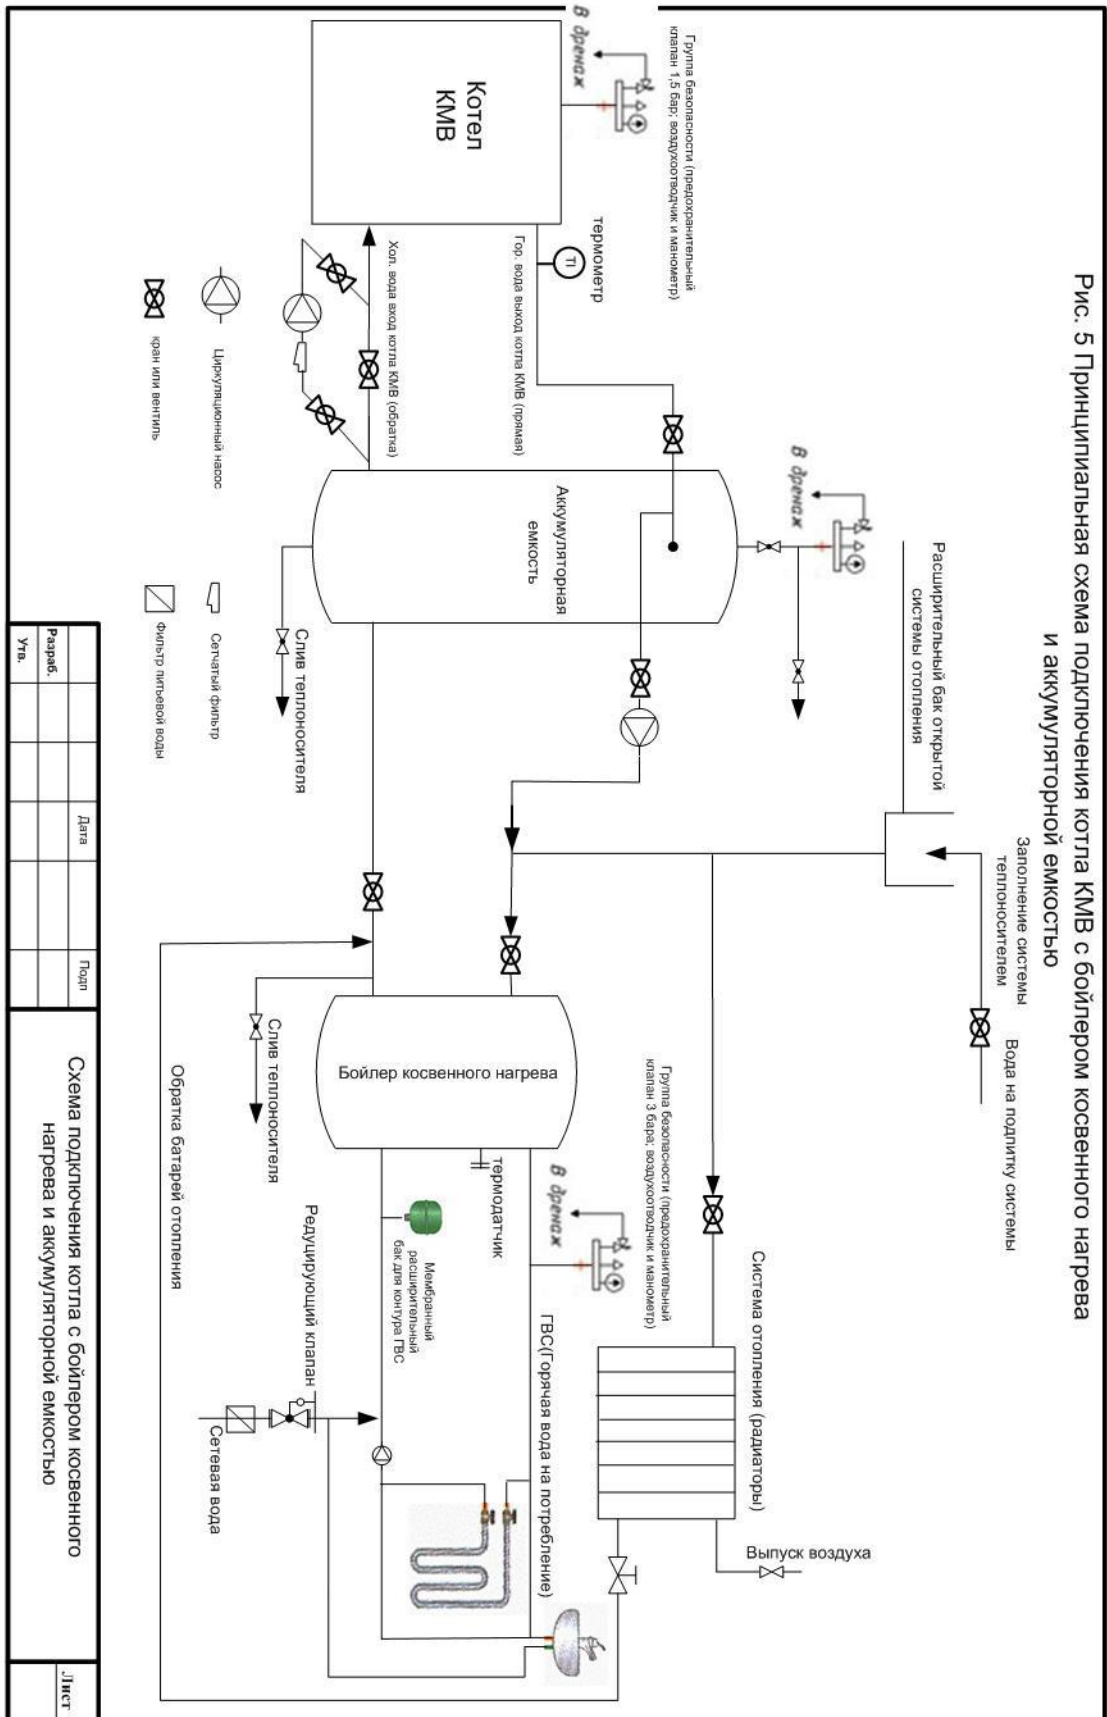 Рис. 5 Принципиальная схема подключения котла КМВ с бойлером косвенного нагрева
и аккумуляторной емкостью
Группа безопасности (предохранительный
клапан 1,5 бар; воздухоотводчик и манометр)
В дренаж
Котел
КМВ
термометр
TI
Гор. вода выход котла КМВ (прямая)
Хол. вода вход котла КМВ (обратка)
Циркуляционный насос
кран или вентиль
Сетчатый фильтр
Фильтр питьевой воды
В дренаж
Аккумуляторная
емкость
Слив теплоносителя
Расширительный бак открытой
системы отопления
Заполнение системы
теплоносителем
Вода на подпитку системы
Бойлер косвенного нагрева
Слив теплоносителя
Обратка батарей отопления
термодатчик
Группа безопасности (предохранительный
клапан 3 бара; воздухоотводчик и манометр)
В дренаж
Мембранный
расширительный
бак для контура ГВС
Редуцирующий клапан
Сетевая вода
ГВС(Горячая вода на потребление)
Система отопления (радиаторы)
Выпуск воздуха
Дата
Подп
Разраб.
Утв.
Схема подключения котла с бойлером косвенного
нагрева и аккумуляторной емкостью
Лист